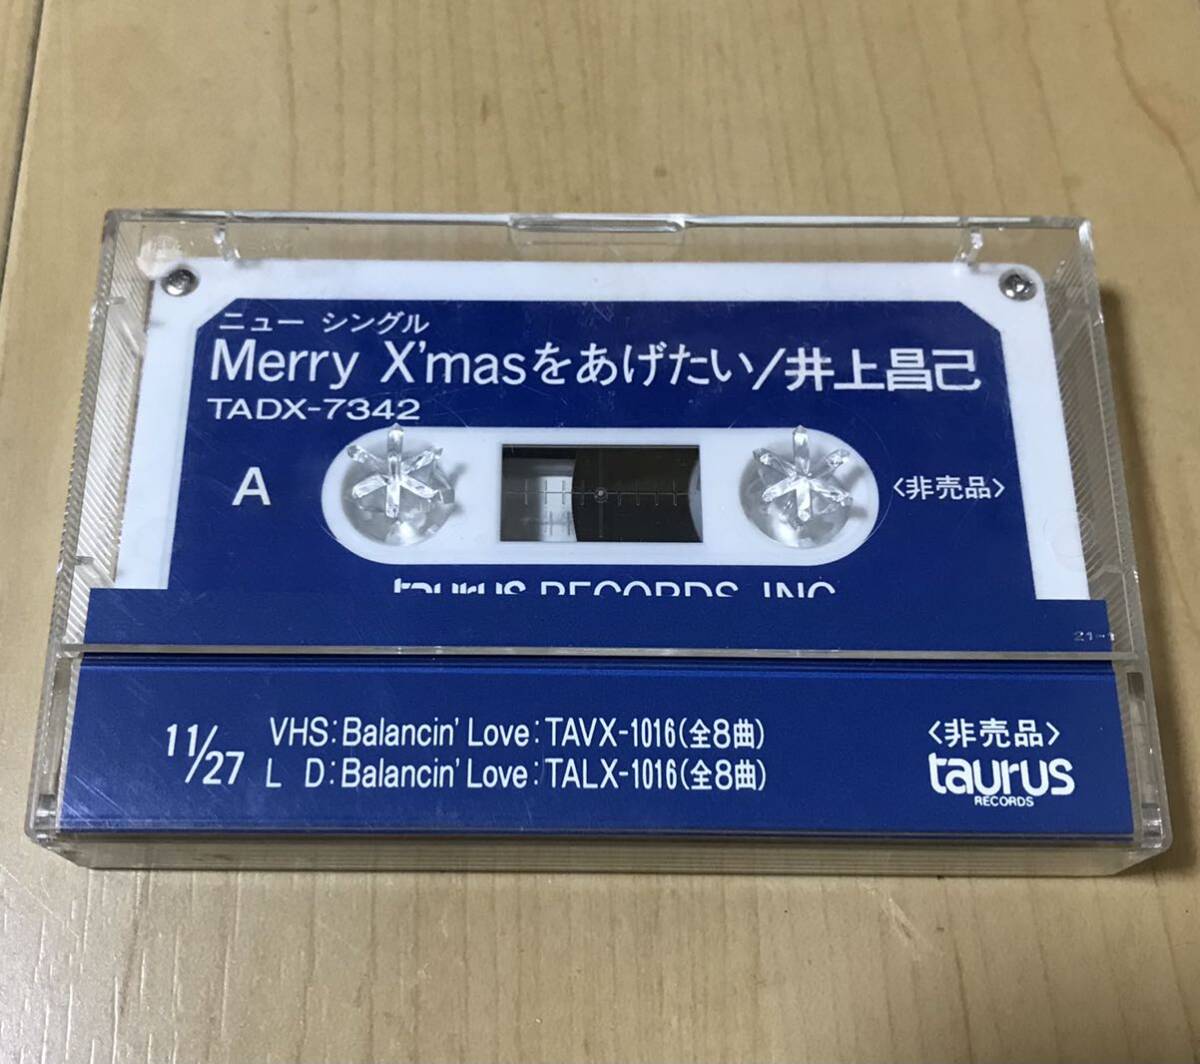 ニュー シングル
Merry X'masをあげたい/井上昌己
TADX-7342
A
〈非売品〉
taurus RECORDS, INC.
21-1
11/27
VHS:Balancin' Love:TAVX-1016(全8曲)
L D:Balancin' Love:TALX-1016(全8曲)
〈非売品〉
taurus
RECORDS